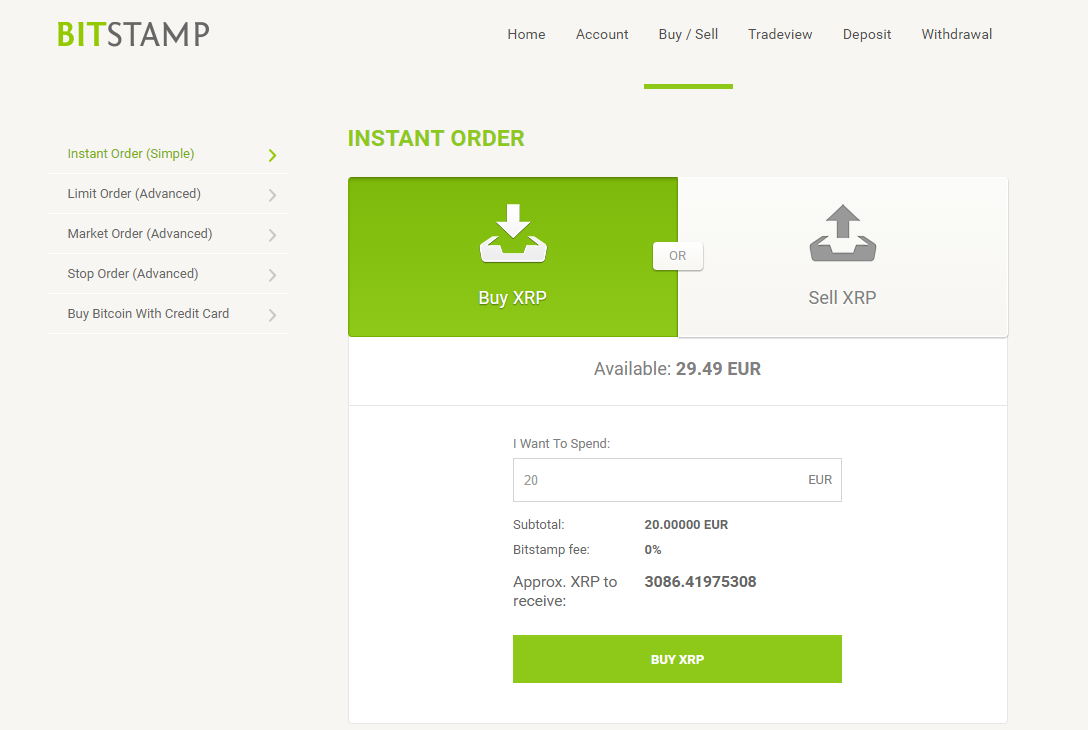 BITSTAMP
Home Account Buy / Sell Tradeview Deposit Withdrawal
Instant Order (Simple)
Limit Order (Advanced)
Market Order (Advanced)
Stop Order (Advanced)
Buy Bitcoin With Credit Card
INSTANT ORDER
Buy XRP
OR
Sell XRP
Available: 29.49 EUR
I Want To Spend:
20 EUR
Subtotal: 20.00000 EUR
Bitstamp fee: 0%
Approx. XRP to 3086.41975308
receive:
BUY XRP